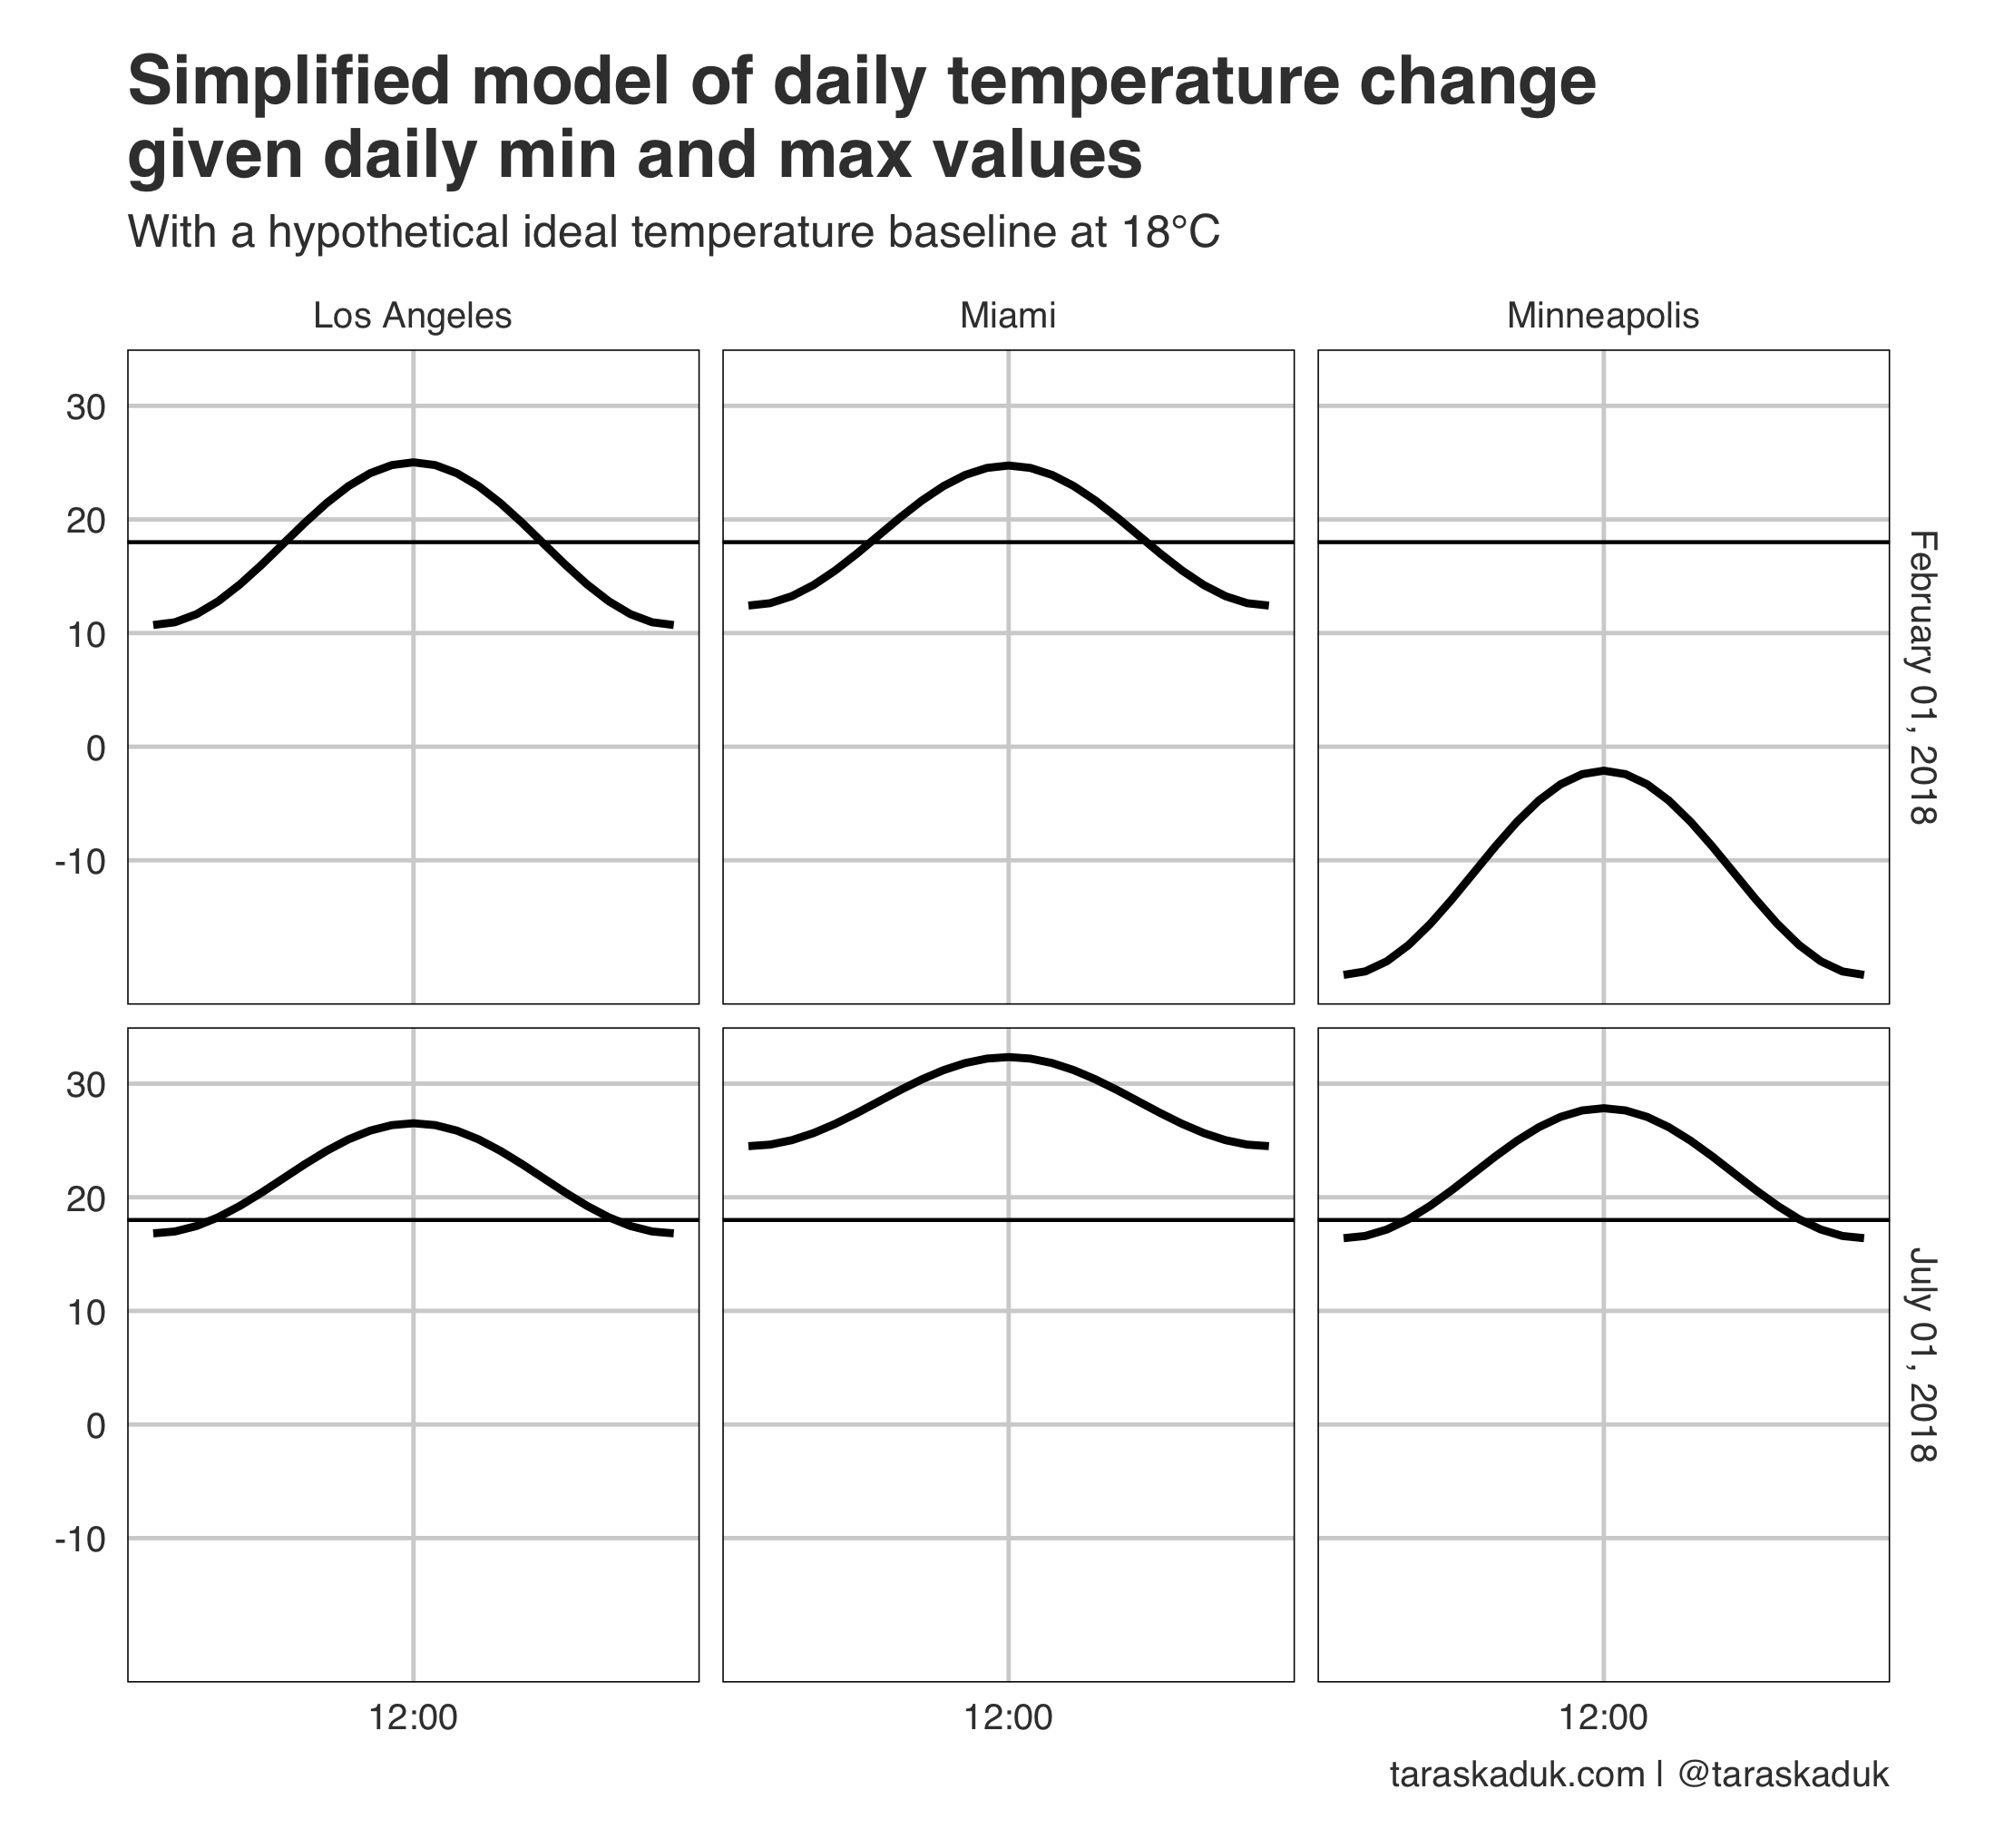 Simplified model of daily temperature change
given daily min and max values
With a hypothetical ideal temperature baseline at 18°C
Los Angeles
Miami
Minneapolis
30
20
10
0
-10
February 01, 2018
30
20
10
0
-10
July 01, 2018
12:00
12:00
12:00
taraskaduk.com | @taraskaduk